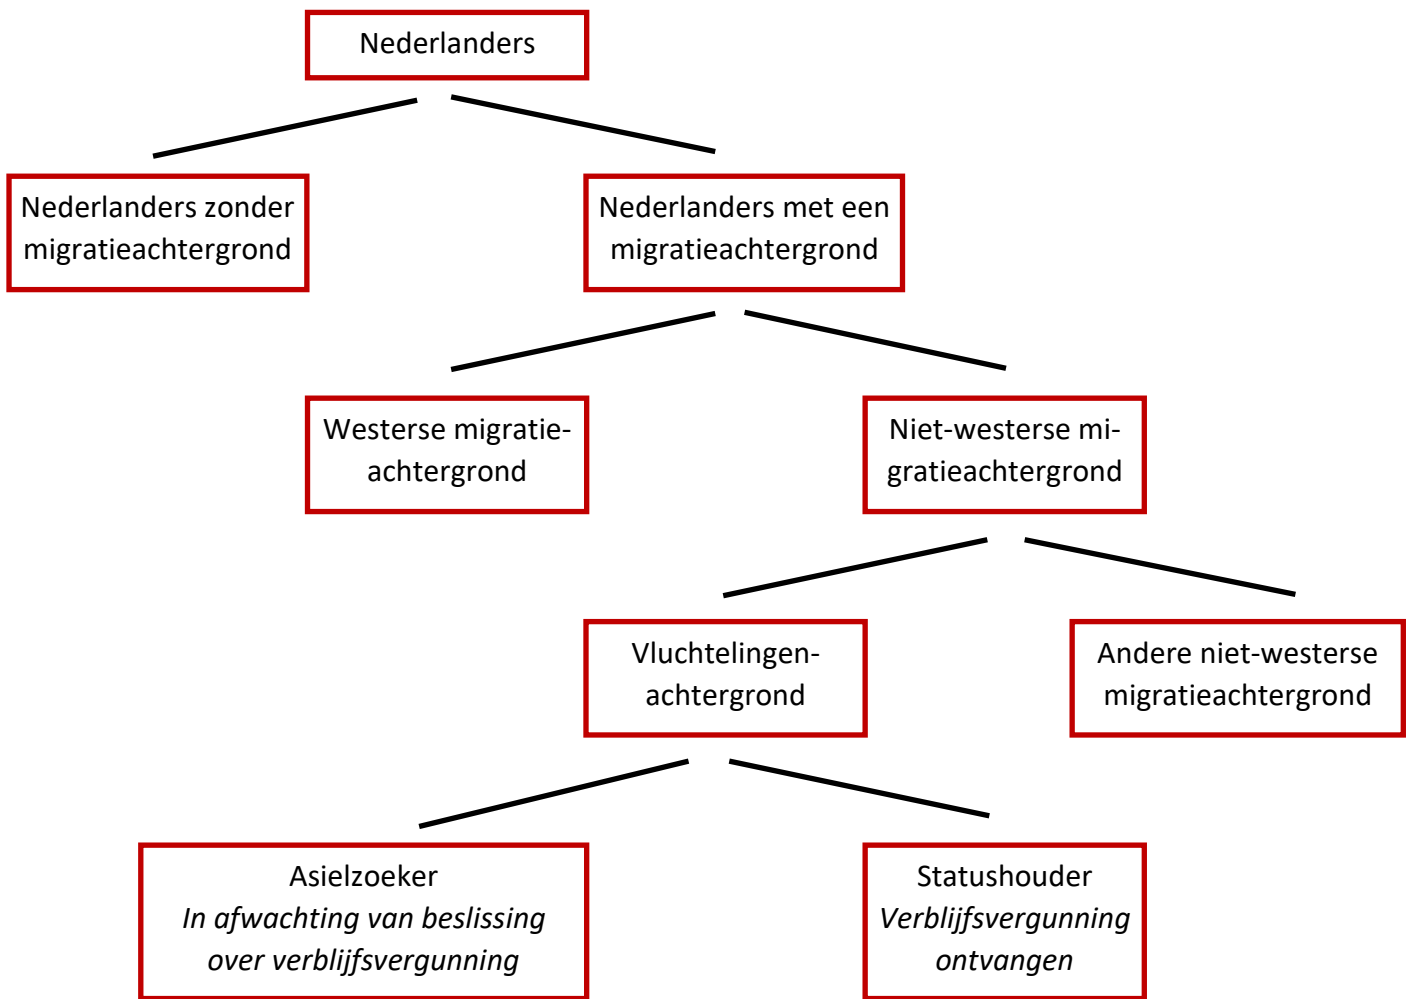 Nederlanders
Nederlanders zonder
migratieachtergrond
Nederlanders met een
migratieachtergrond
Westerse migratie-
achtergrond
Niet-westerse mi-
gratieachtergrond
Vluchtelingen-
achtergrond
Andere niet-westerse
migratieachtergrond
Asielzoeker
In afwachting van beslissing
over verblijfsvergunning
Statushouder
Verblijfsvergunning
ontvangen